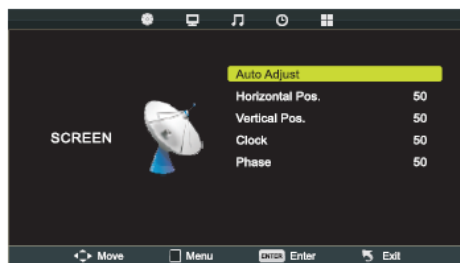 Auto Adjust
Horizontal Pos. 50
Vertical Pos. 50
SCREEN
Clock 50
Phase 50
Move Menu ENTER Enter Exit